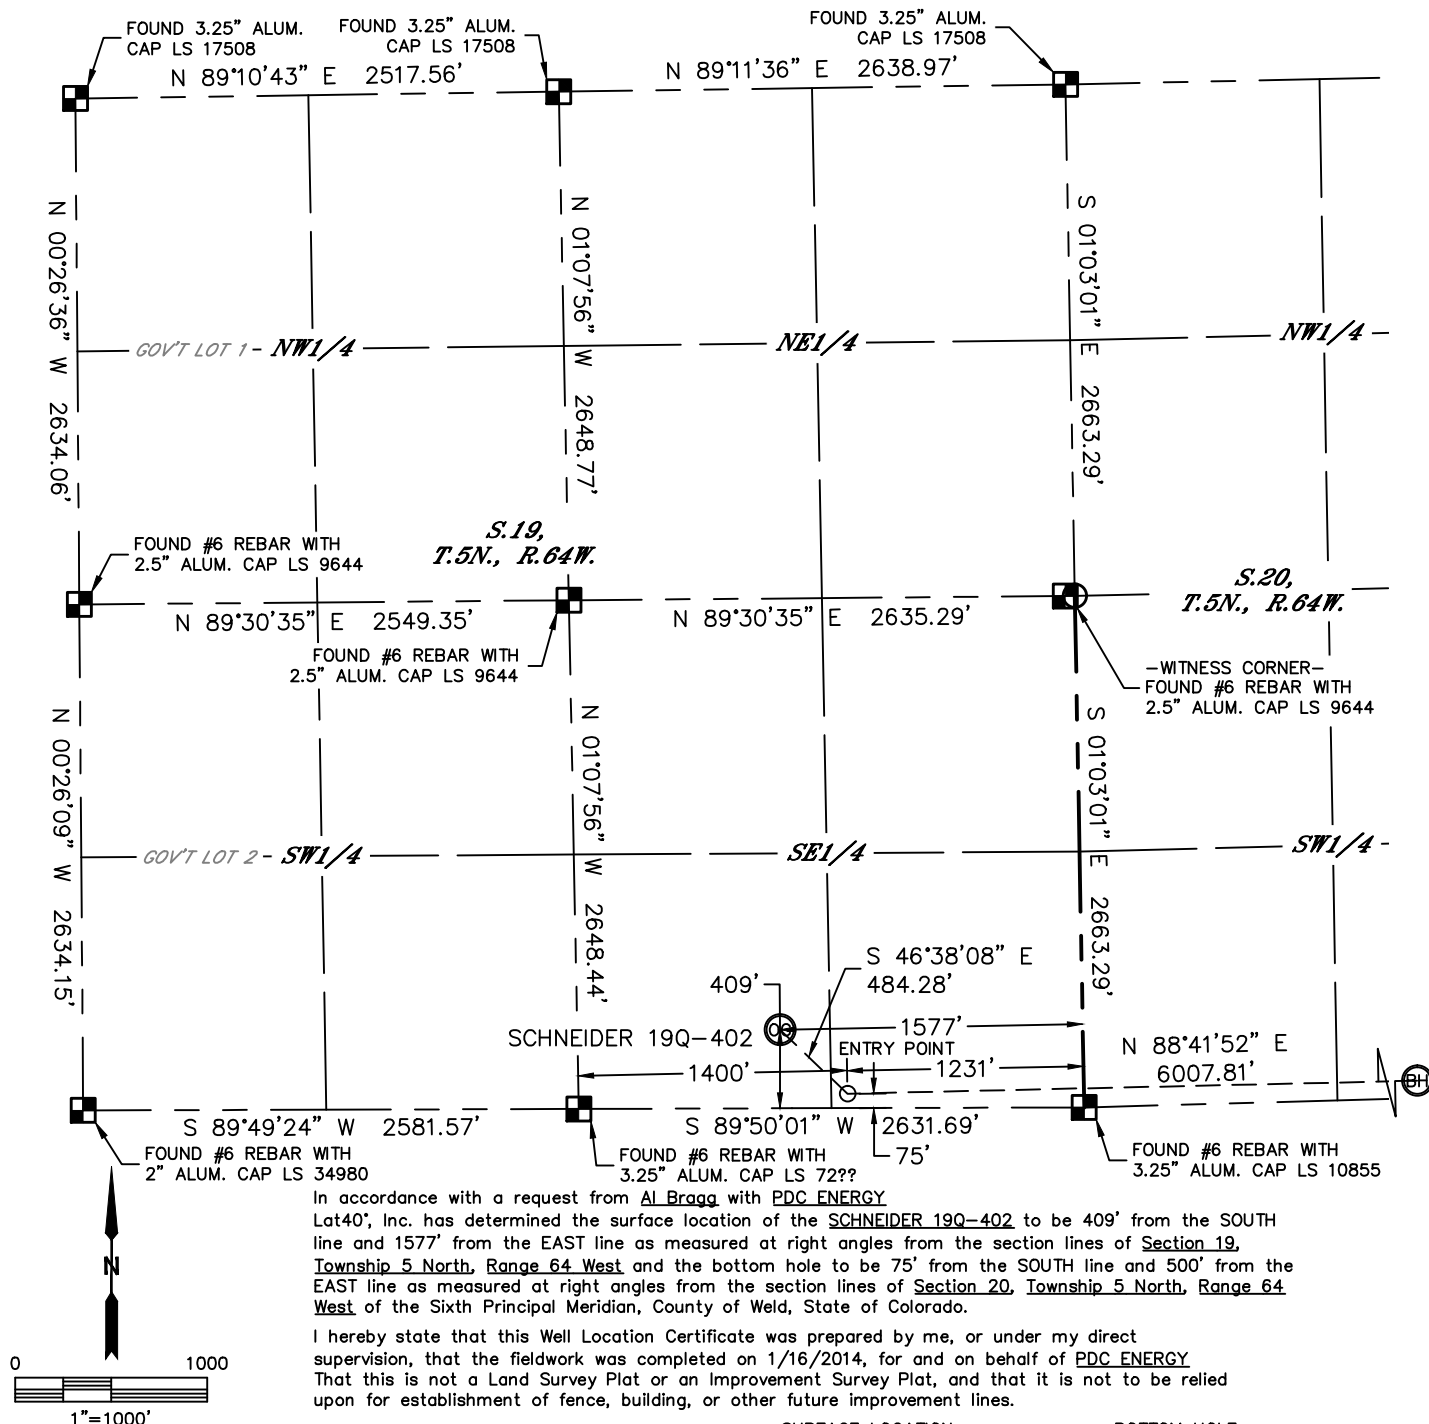 FOUND 3.25" ALUM.
CAP LS 17508
FOUND 3.25" ALUM.
CAP LS 17508
FOUND 3.25" ALUM.
CAP LS 17508
N 89°10'43" E 2517.56'
N 89°11'36" E 2638.97'
N 00°26'36" W 2634.06'
N 01°07'56" W 2648.77'
S 01°03'01" E 2663.29'
GOV'T LOT 1 - NW1/4
NE1/4
NW1/4
S.19,
T.5N., R.64W.
FOUND #6 REBAR WITH
2.5" ALUM. CAP LS 9644
S.20,
T.5N., R.64W.
N 89°30'35" E 2549.35'
N 89°30'35" E 2635.29'
FOUND #6 REBAR WITH
2.5" ALUM. CAP LS 9644
-WITNESS CORNER-
FOUND #6 REBAR WITH
2.5" ALUM. CAP LS 9644
N 00°26'09" W 2634.15'
N 01°07'56" W 2648.44'
S 01°03'01" E 2663.29'
GOV'T LOT 2 - SW1/4
SE1/4
SW1/4 -
S 46°38'08" E
484.28'
409'
SCHNEIDER 19Q-402
OG
1577'
ENTRY POINT
1400'
1231'
N 88°41'52" E
6007.81'
BH
S 89°49'24" W 2581.57'
S 89°50'01" W 2631.69'
75'
FOUND #6 REBAR WITH
2" ALUM. CAP LS 34980
FOUND #6 REBAR WITH
3.25" ALUM. CAP LS 72??
FOUND #6 REBAR WITH
3.25" ALUM. CAP LS 10855
In accordance with a request from Al Bragg with PDC ENERGY
Lat40°, Inc. has determined the surface location of the SCHNEIDER 19Q-402 to be 409' from the SOUTH
line and 1577' from the EAST line as measured at right angles from the section lines of Section 19,
Township 5 North, Range 64 West and the bottom hole to be 75' from the SOUTH line and 500' from the
EAST line as measured at right angles from the section lines of Section 20, Township 5 North, Range 64
West of the Sixth Principal Meridian, County of Weld, State of Colorado.
I hereby state that this Well Location Certificate was prepared by me, or under my direct
supervision, that the fieldwork was completed on 1/16/2014, for and on behalf of PDC ENERGY
That this is not a Land Survey Plat or an Improvement Survey Plat, and that it is not to be relied
upon for establishment of fence, building, or other future improvement lines.
N
0 1000
1"=1000'